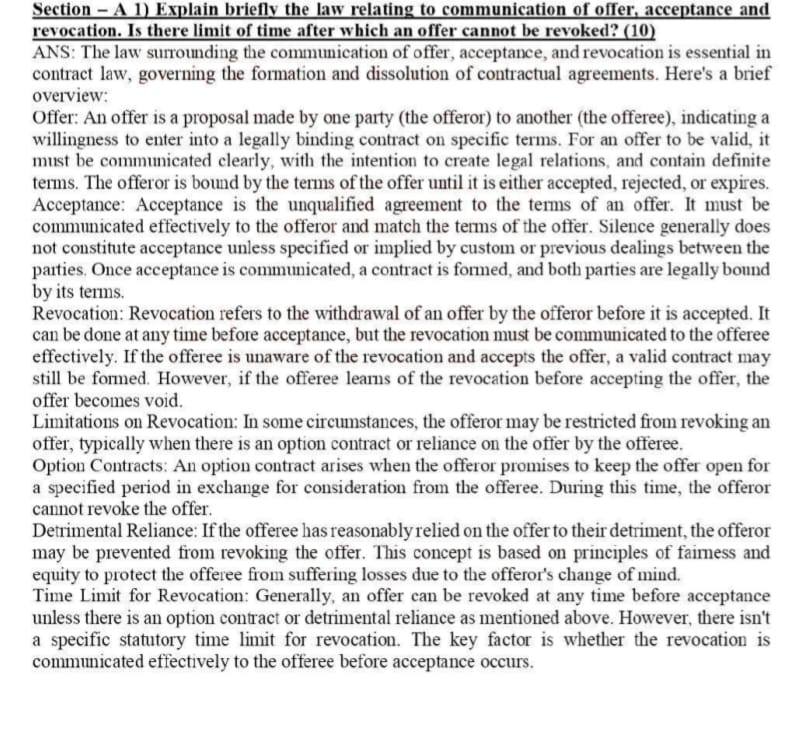 Section – A 1) Explain briefly the law relating to communication of offer, acceptance and
revocation. Is there limit of time after which an offer cannot be revoked? (10)
ANS: The law surrounding the communication of offer, acceptance, and revocation is essential in
contract law, governing the formation and dissolution of contractual agreements. Here's a brief
overview:
Offer: An offer is a proposal made by one party (the offeror) to another (the offeree), indicating a
willingness to enter into a legally binding contract on specific terms. For an offer to be valid, it
must be communicated clearly, with the intention to create legal relations, and contain definite
terms. The offeror is bound by the terms of the offer until it is either accepted, rejected, or expires.
Acceptance: Acceptance is the unqualified agreement to the terms of an offer. It must be
communicated effectively to the offeror and match the terms of the offer. Silence generally does
not constitute acceptance unless specified or implied by custom or previous dealings between the
parties. Once acceptance is communicated, a contract is formed, and both parties are legally bound
by its terms.
Revocation: Revocation refers to the withdrawal of an offer by the offeror before it is accepted. It
can be done at any time before acceptance, but the revocation must be communicated to the offeree
effectively. If the offeree is unaware of the revocation and accepts the offer, a valid contract may
still be formed. However, if the offeree learns of the revocation before accepting the offer, the
offer becomes void.
Limitations on Revocation: In some circumstances, the offeror may be restricted from revoking an
offer, typically when there is an option contract or reliance on the offer by the offeree.
Option Contracts: An option contract arises when the offeror promises to keep the offer open for
a specified period in exchange for consideration from the offeree. During this time, the offeror
cannot revoke the offer.
Detrimental Reliance: If the offeree has reasonably relied on the offer to their detriment, the offeror
may be prevented from revoking the offer. This concept is based on principles of fairness and
equity to protect the offeree from suffering losses due to the offeror's change of mind.
Time Limit for Revocation: Generally, an offer can be revoked at any time before acceptance
unless there is an option contract or detrimental reliance as mentioned above. However, there isn't
a specific statutory time limit for revocation. The key factor is whether the revocation is
communicated effectively to the offeree before acceptance occurs.